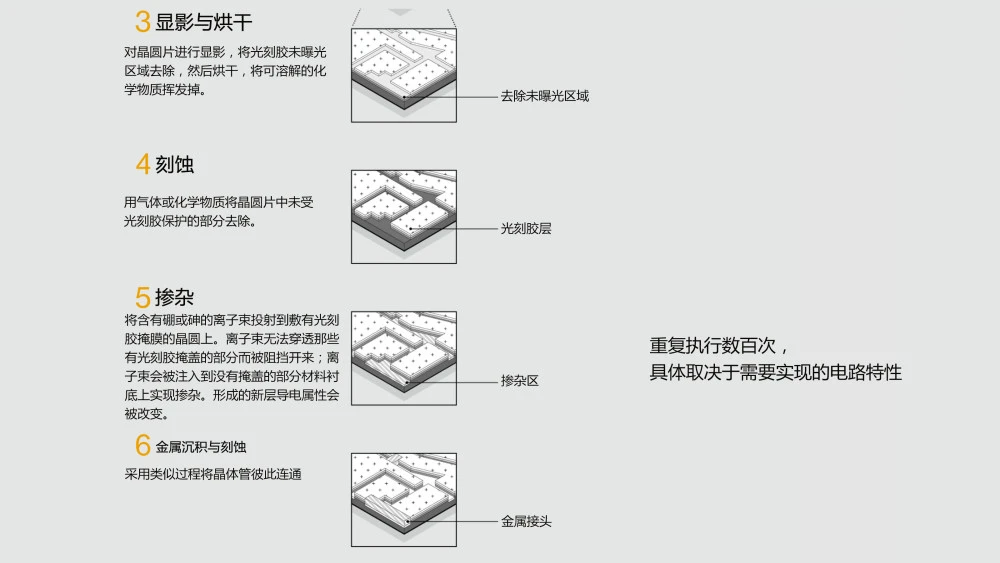 3 显影与烘干
对晶圆片进行显影，将光刻胶未曝光
区域去除，然后烘干，将可溶解的化
学物质挥发掉。
去除未曝光区域
4 刻蚀
用气体或化学物质将晶圆片中未受
光刻胶保护的部分去除。
光刻胶层
5 掺杂
将含有硼或砷的离子束投射到敷有光刻
胶掩膜的晶圆上。离子束无法穿透那些
有光刻胶掩盖的部分而被阻挡开来；离
子束会被注入到没有掩盖的部分材料衬
底上实现掺杂。形成的新层导电属性会
被改变。
掺杂区
重复执行数百次，
具体取决于需要实现的电路特性
6 金属沉积与刻蚀
采用类似过程将晶体管彼此连通
金属接头